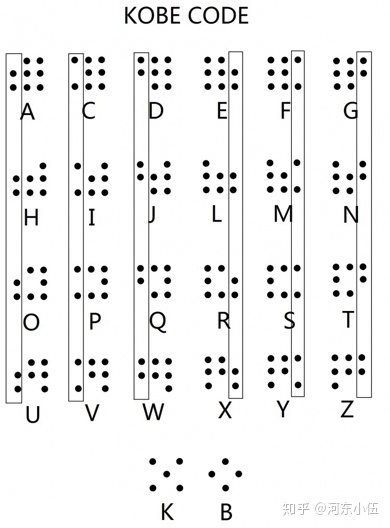 KOBE CODE
A C D E F G
H I J L M N
O P Q R S T
U V W X Y Z
K B
知乎 @河东小伍